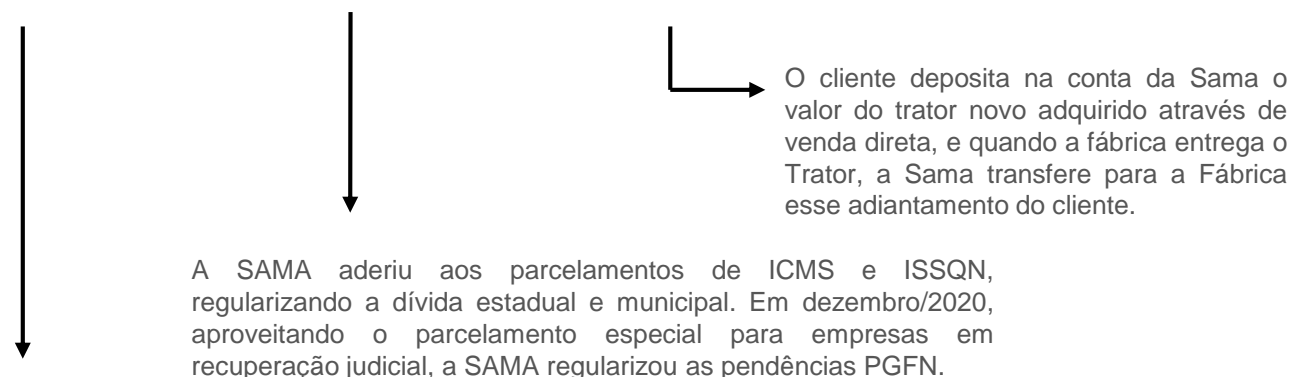 O cliente deposita na conta da Sama o
valor do trator novo adquirido através de
venda direta, e quando a fábrica entrega o
Trator, a Sama transfere para a Fábrica
esse adiantamento do cliente.
A SAMA aderiu aos parcelamentos de ICMS e ISSQN,
regularizando a dívida estadual e municipal. Em dezembro/2020,
aproveitando o parcelamento especial para empresas em
recuperação judicial, a SAMA regularizou as pendências PGFN.